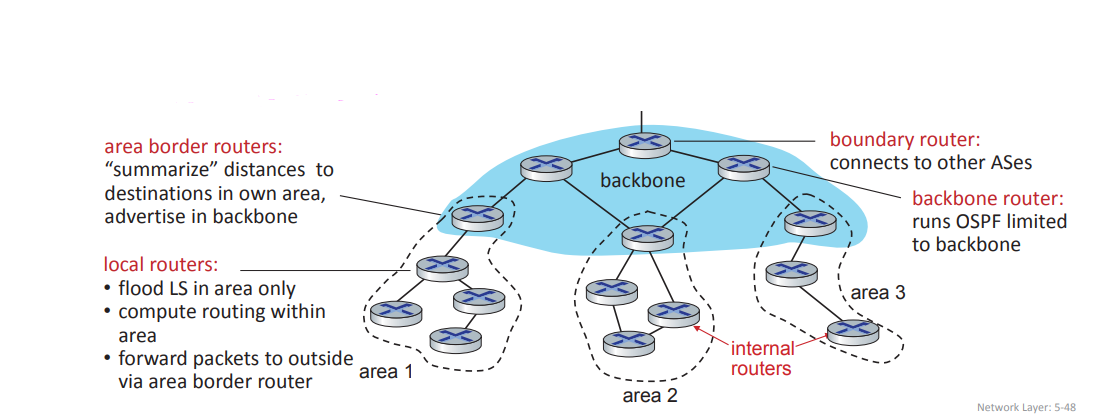 area border routers:
“summarize” distances to
destinations in own area,
advertise in backbone
local routers:
• flood LS in area only
• compute routing within
area
• forward packets to outside
via area border router
backbone
boundary router:
connects to other ASes
backbone router:
runs OSPF limited
to backbone
area 3
internal
routers
area 1
area 2
Network Layer: 5-48